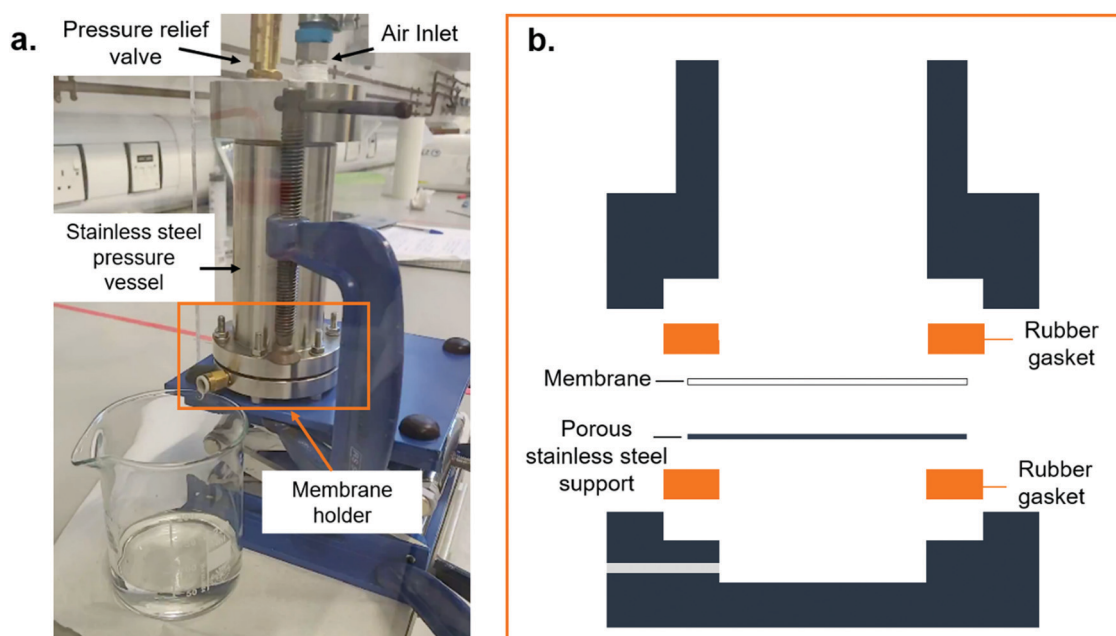 a.
Pressure relief
valve
Air Inlet
Stainless steel
pressure
vessel
Membrane
holder
50
b.
Rubber
gasket
Membrane
Porous
stainless steel
support
Rubber
gasket